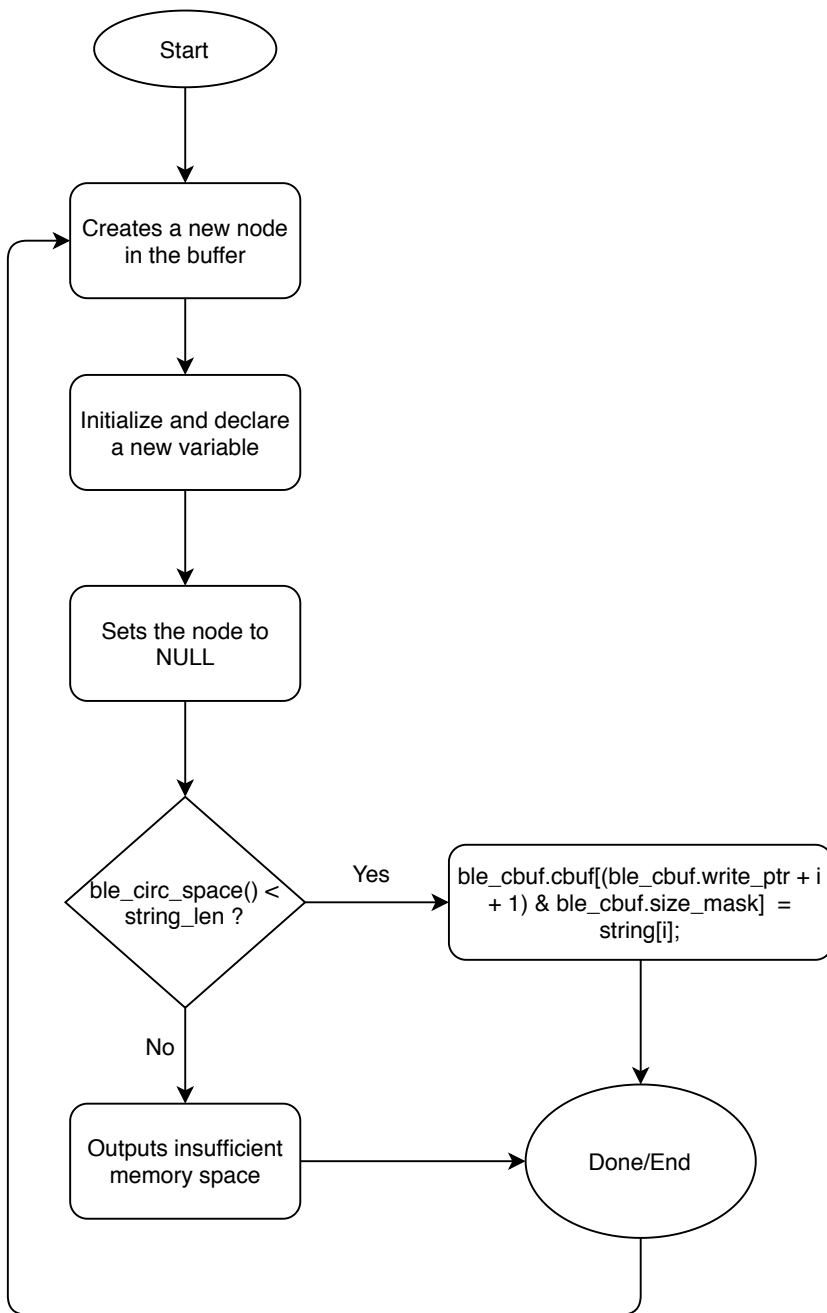 Start
Creates a new node
in the buffer
Initialize and declare
a new variable
Sets the node to
NULL
ble_circ_space() <
string_len ?
Yes
ble_cbuf.cbuf[(ble_cbuf.write_ptr + i
+ 1) & ble_cbuf.size_mask]  =
string[i];
No
Outputs insufficient
memory space
Done/End